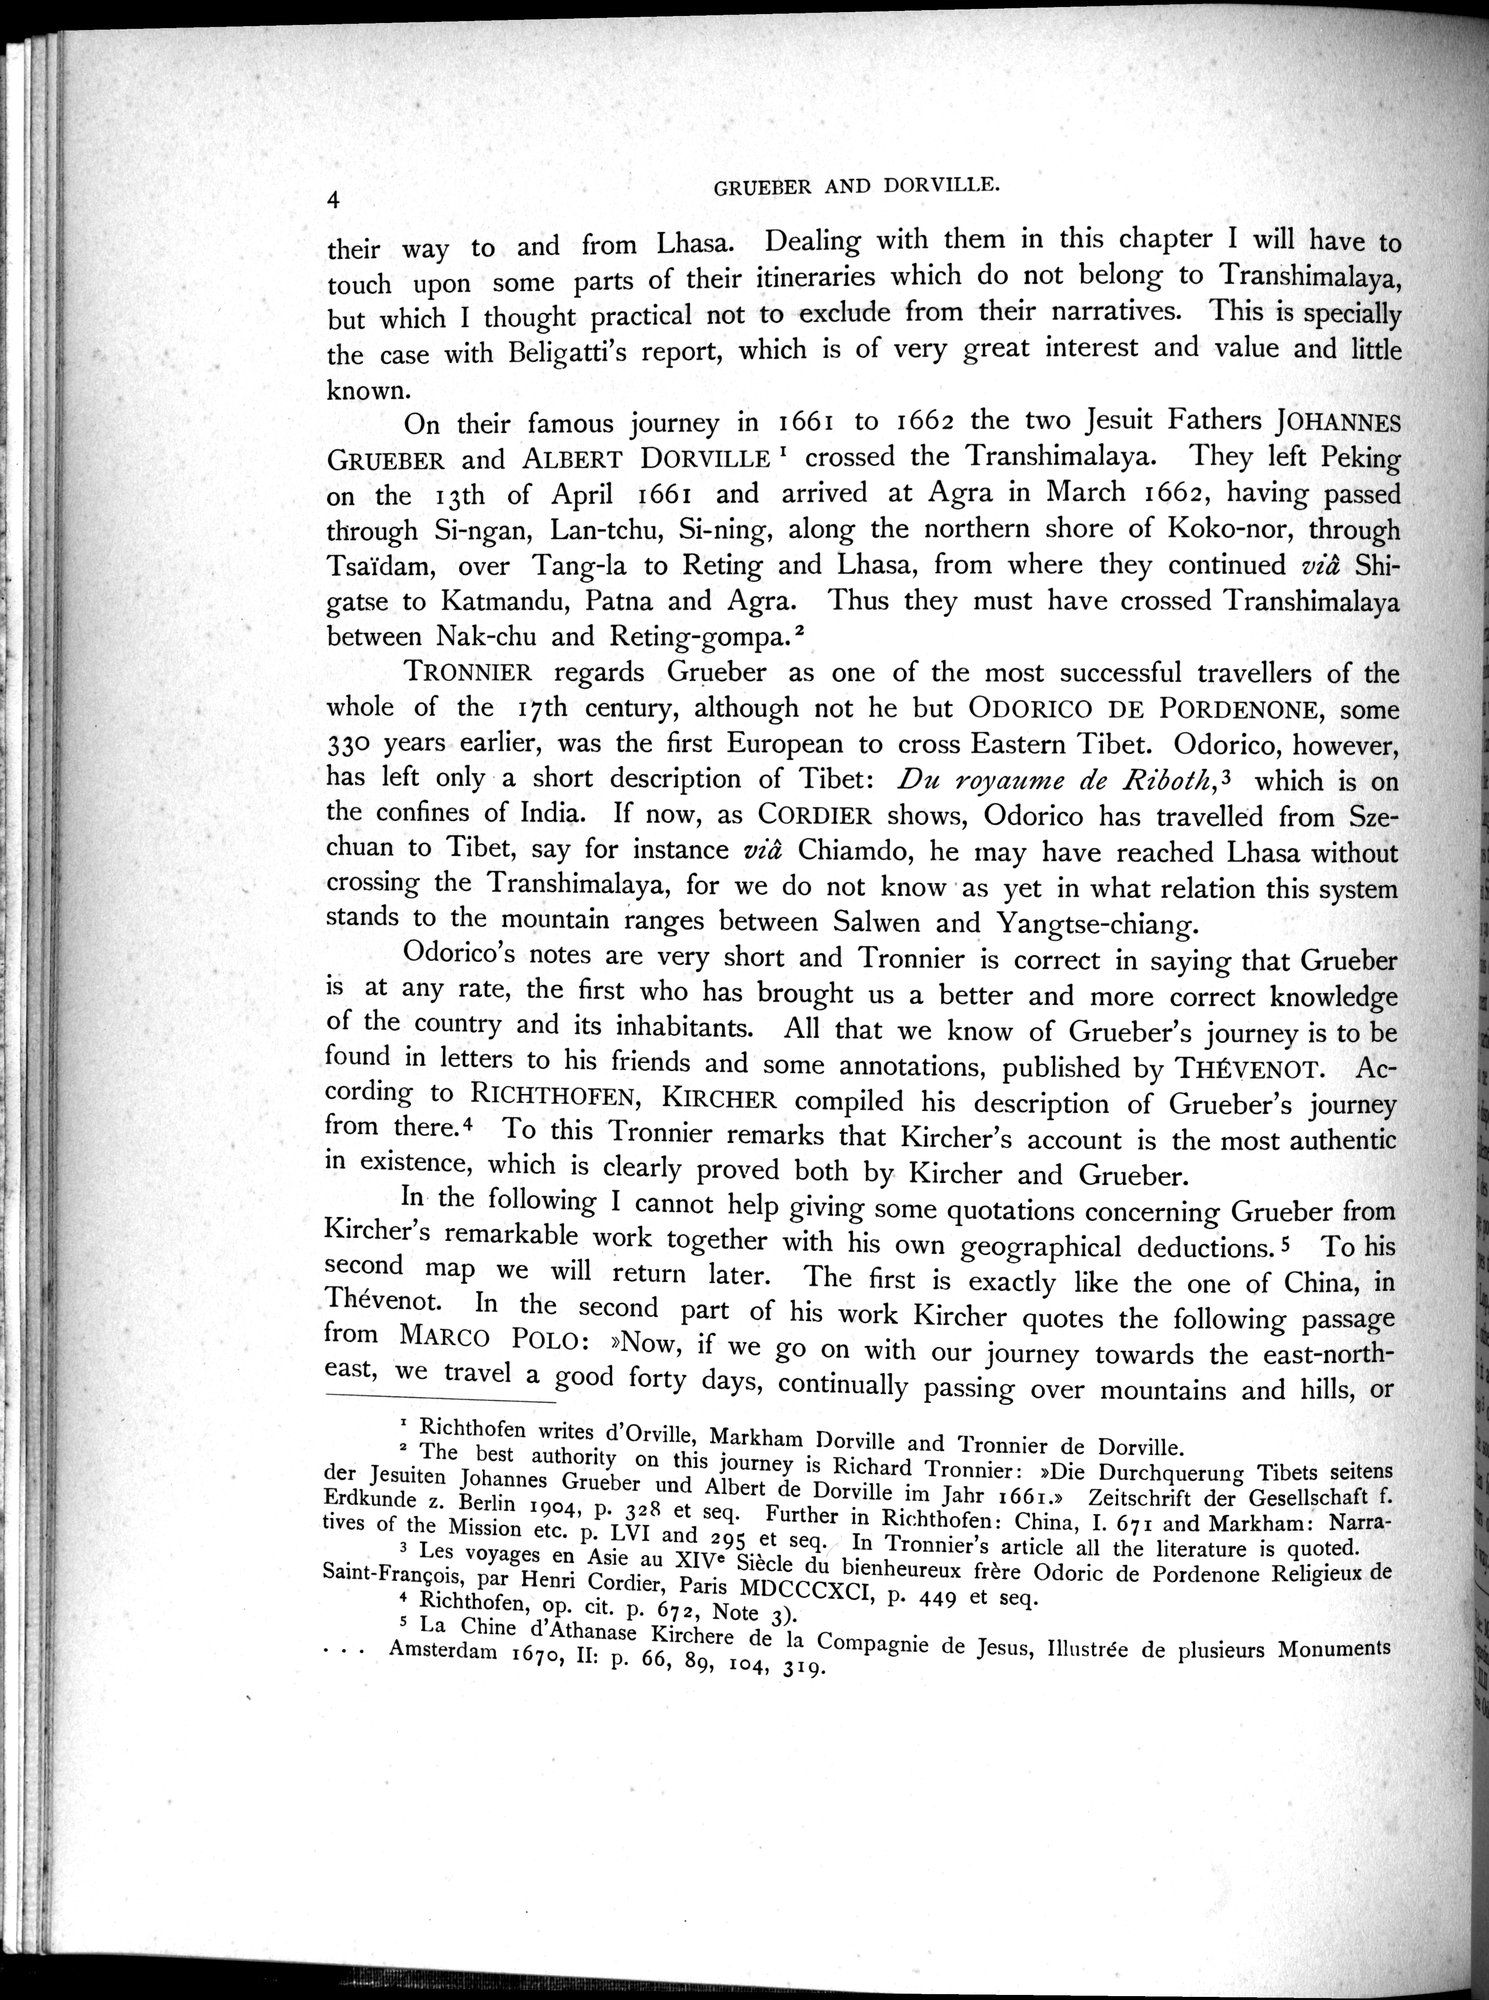 4
GRUEBER AND DORVILLE.
their way to and from Lhasa. Dealing with them in this chapter I will have to
touch upon some parts of their itineraries which do not belong to Transhimalaya,
but which I thought practical not to exclude from their narratives. This is specially
the case with Beligatti's report, which is of very great interest and value and little
known.
On their famous journey in 1661 to 1662 the two Jesuit Fathers JOHANNES
GRUEBER and ALBERT DORVILLE ¹ crossed the Transhimalaya. They left Peking
on the 13th of April 1661 and arrived at Agra in March 1662, having passed
through Si-ngan, Lan-tchu, Si-ning, along the northern shore of Koko-nor, through
Tsaïdam, over Tang-la to Reting and Lhasa, from where they continued viâ Shi-
gatse to Katmandu, Patna and Agra. Thus they must have crossed Transhimalaya
between Nak-chu and Reting-gompa.²
TRONNIER regards Grueber as one of the most successful travellers of the
whole of the 17th century, although not he but ODORICO DE PORDENONE, some
330 years earlier, was the first European to cross Eastern Tibet. Odorico, however,
has left only a short description of Tibet: Du royaume de Riboth,³ which is on
the confines of India. If now, as CORDIER shows, Odorico has travelled from Sze-
chuan to Tibet, say for instance viâ Chiamdo, he may have reached Lhasa without
crossing the Transhimalaya, for we do not know as yet in what relation this system
stands to the mountain ranges between Salwen and Yangtse-chiang.
Odorico's notes are very short and Tronnier is correct in saying that Grueber
is at any rate, the first who has brought us a better and more correct knowledge
of the country and its inhabitants. All that we know of Grueber's journey is to be
found in letters to his friends and some annotations, published by THÉVENOT. Ac-
cording to RICHTHOFEN, KIRCHER compiled his description of Grueber's journey
from there.⁴ To this Tronnier remarks that Kircher's account is the most authentic
in existence, which is clearly proved both by Kircher and Grueber.
In the following I cannot help giving some quotations concerning Grueber from
Kircher's remarkable work together with his own geographical deductions.⁵ To his
second map we will return later. The first is exactly like the one of China, in
Thévenot. In the second part of his work Kircher quotes the following passage
from MARCO POLO: »Now, if we go on with our journey towards the east-north-
east, we travel a good forty days, continually passing over mountains and hills, or
¹ Richthofen writes d'Orville, Markham Dorville and Tronnier de Dorville.
² The best authority on this journey is Richard Tronnier: »Die Durchquerung Tibets seitens
der Jesuiten Johannes Grueber und Albert de Dorville im Jahr 1661.» Zeitschrift der Gesellschaft f.
Erdkunde z. Berlin 1904, p. 328 et seq. Further in Richthofen: China, I. 671 and Markham: Narra-
tives of the Mission etc. p. LVI and 295 et seq. In Tronnier's article all the literature is quoted.
³ Les voyages en Asie au XIVᵉ Siècle du bienheureux frère Odoric de Pordenone Religieux de
Saint-François, par Henri Cordier, Paris MDCCCXCI, p. 449 et seq.
⁴ Richthofen, op. cit. p. 672, Note 3).
⁵ La Chine d'Athanase Kirchere de la Compagnie de Jesus, Illustrée de plusieurs Monuments
. . . Amsterdam 1670, II: p. 66, 89, 104, 319.